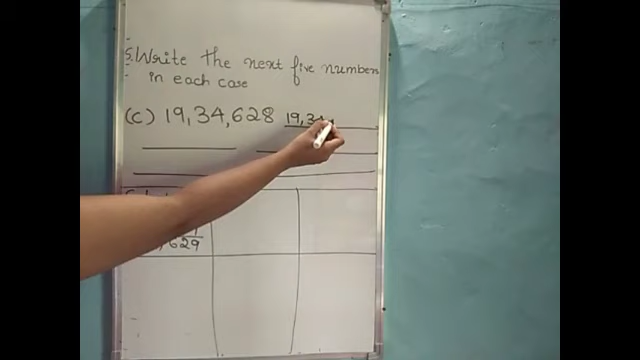 5. Write the next five numbers
in each case
(C) 19,34,628 19,34,
629